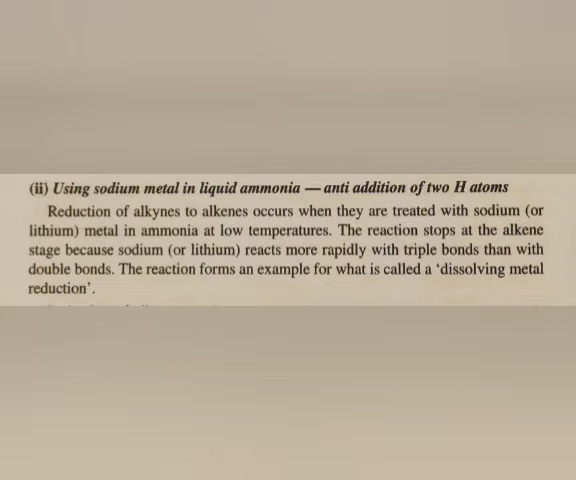 (ii) Using sodium metal in liquid ammonia — anti addition of two H atoms
Reduction of alkynes to alkenes occurs when they are treated with sodium (or
lithium) metal in ammonia at low temperatures. The reaction stops at the alkene
stage because sodium (or lithium) reacts more rapidly with triple bonds than with
double bonds. The reaction forms an example for what is called a ‘dissolving metal
reduction’.